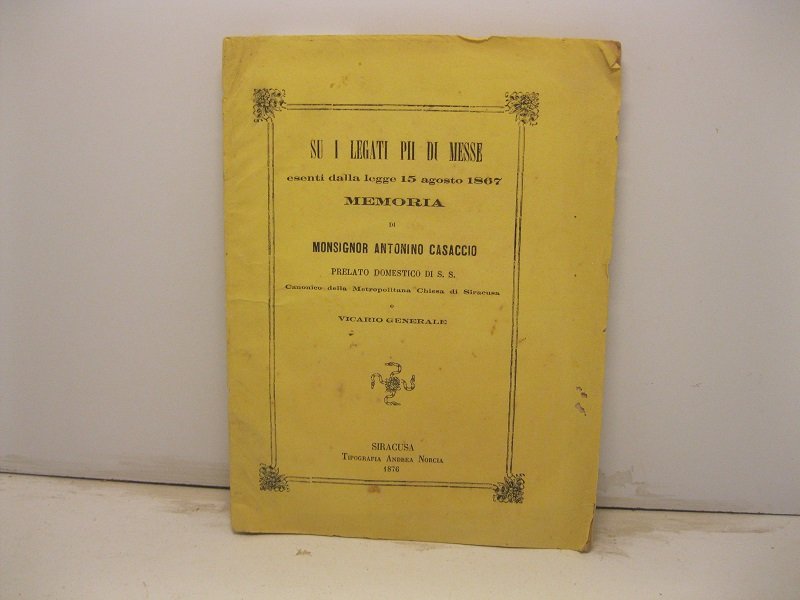 SU I LEGATI PII DI MESSE
esenti dalla legge 15 agosto 1867
MEMORIA
DI
MONSIGNOR ANTONINO CASACCIO
PRELATO DOMESTICO DI S. S.
Canonico della Metropolitana Chiesa di Siracusa
e
VICARIO GENERALE
SIRACUSA
TIPOGRAFIA ANDREA NORCIA
1876